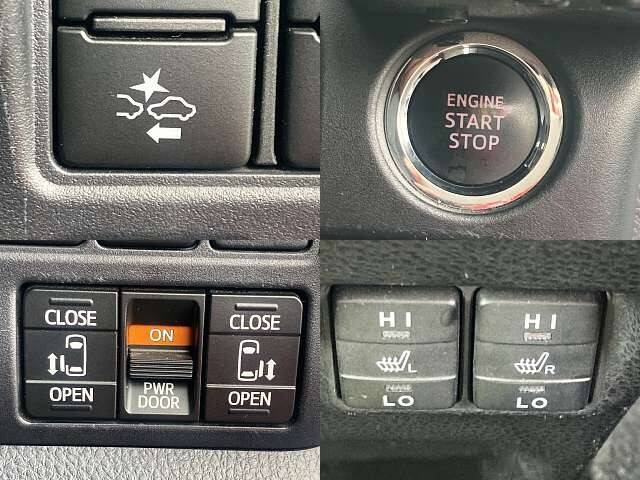 ENGINE
START
STOP
CLOSE
OPEN
ON
PWR
DOOR
CLOSE
OPEN
HI
L
LO
HI
R
LO